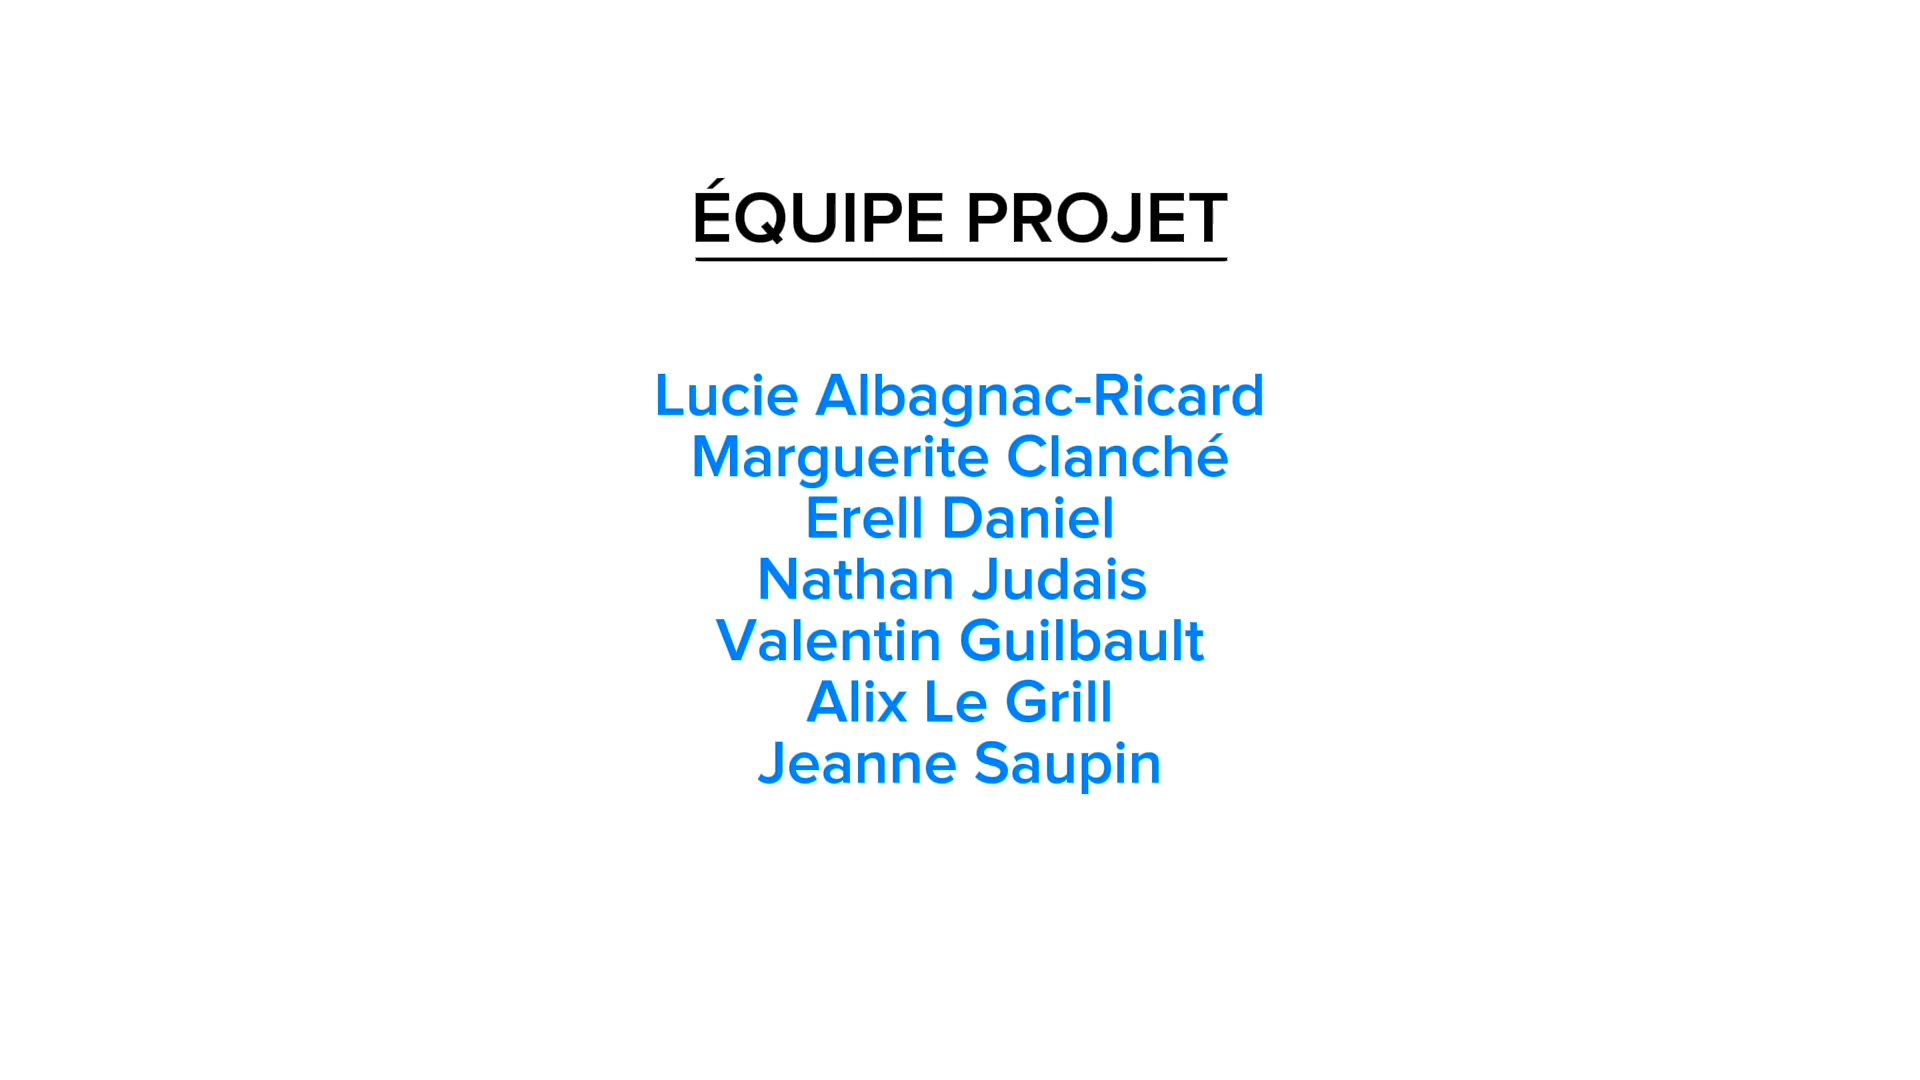 ÉQUIPE PROJET
Lucie Albagnac-Ricard
Marguerite Clanché
Erell Daniel
Nathan Judais
Valentin Guilbault
Alix Le Grill
Jeanne Saupin